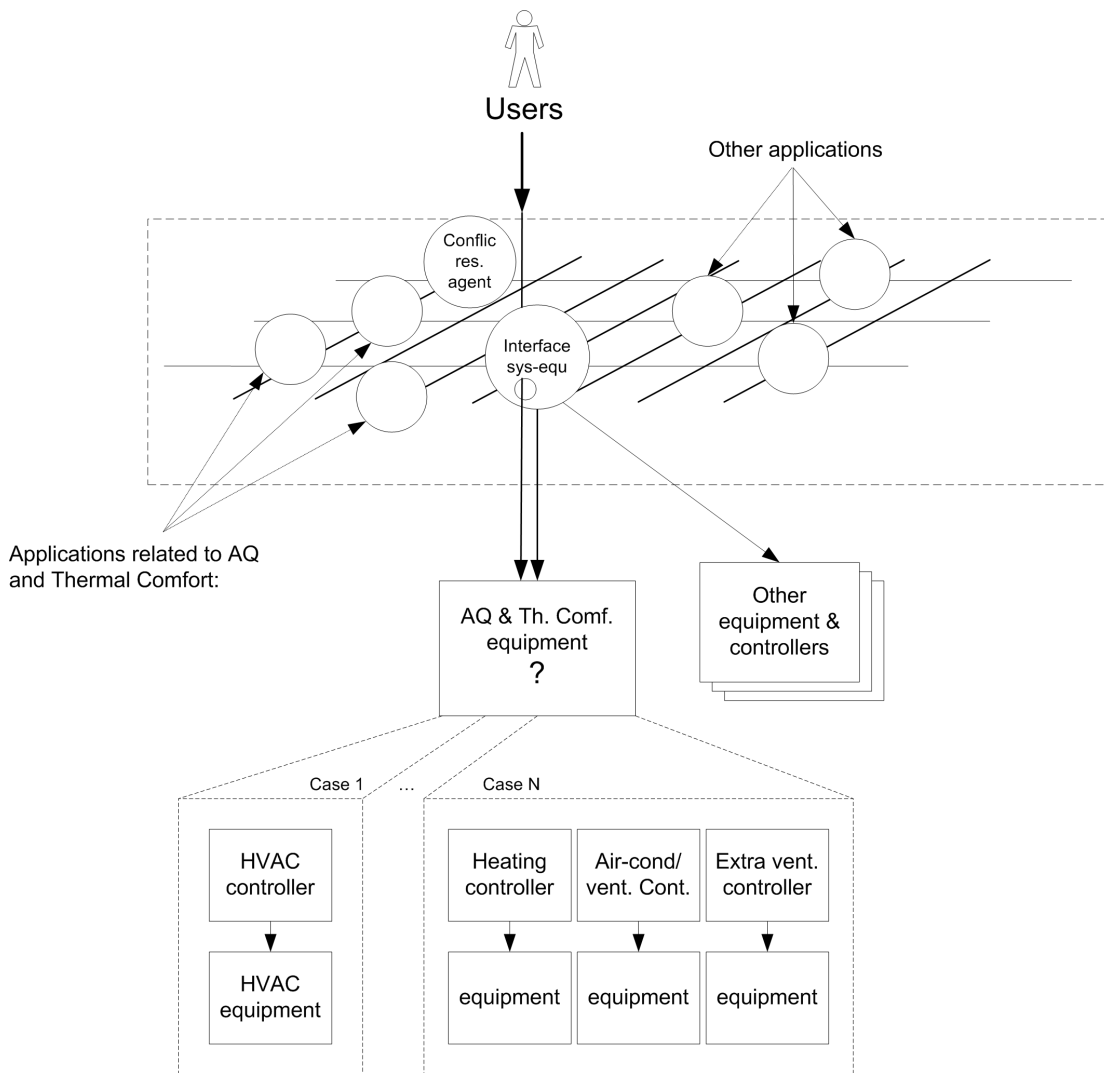 Users
Other applications
Conflic
res.
agent
Interface
sys-equ
Applications related to AQ
and Thermal Comfort:
AQ & Th. Comf.
equipment
?
Other
equipment &
controllers
Case 1
...
Case N
HVAC
controller
Heating
controller
Air-cond/
vent. Cont.
Extra vent.
controller
HVAC
equipment
equipment
equipment
equipment